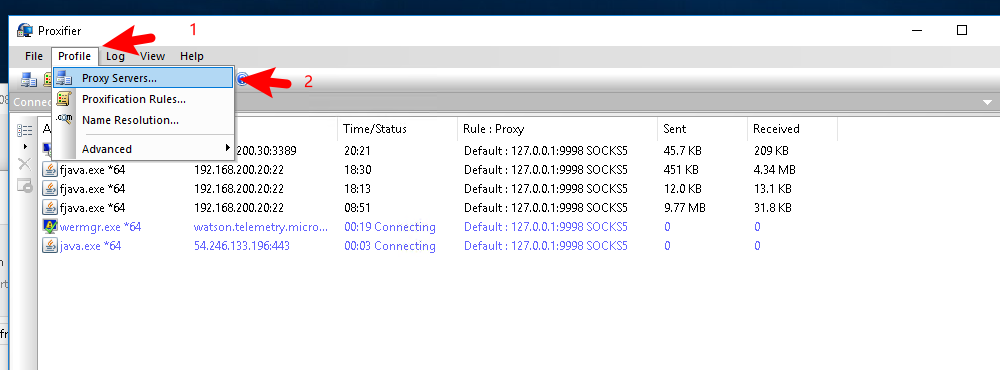 Proxifier
1
File Profile Log View Help
Proxy Servers...
2
Proxification Rules...
Name Resolution...
Advanced
Time/Status Rule : Proxy Sent Received
.200.30:3389 20:21 Default : 127.0.0.1:9998 SOCKS5 45.7 KB 209 KB
fjava.exe *64 192.168.200.20:22 18:30 Default : 127.0.0.1:9998 SOCKS5 451 KB 4.34 MB
fjava.exe *64 192.168.200.20:22 18:13 Default : 127.0.0.1:9998 SOCKS5 12.0 KB 13.1 KB
fjava.exe *64 192.168.200.20:22 08:51 Default : 127.0.0.1:9998 SOCKS5 9.77 MB 31.8 KB
wermgr.exe *64 watson.telemetry.micro... 00:19 Connecting Default : 127.0.0.1:9998 SOCKS5 0 0
java.exe *64 54.246.133.196:443 00:03 Connecting Default : 127.0.0.1:9998 SOCKS5 0 0